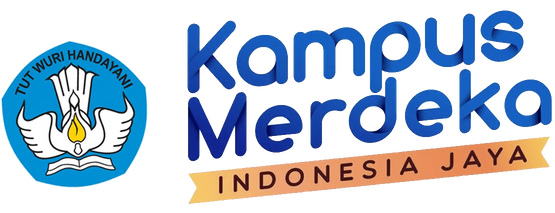 TUT WURI HANDAYANI
Kampus
Merdeka
INDONESIA JAYA